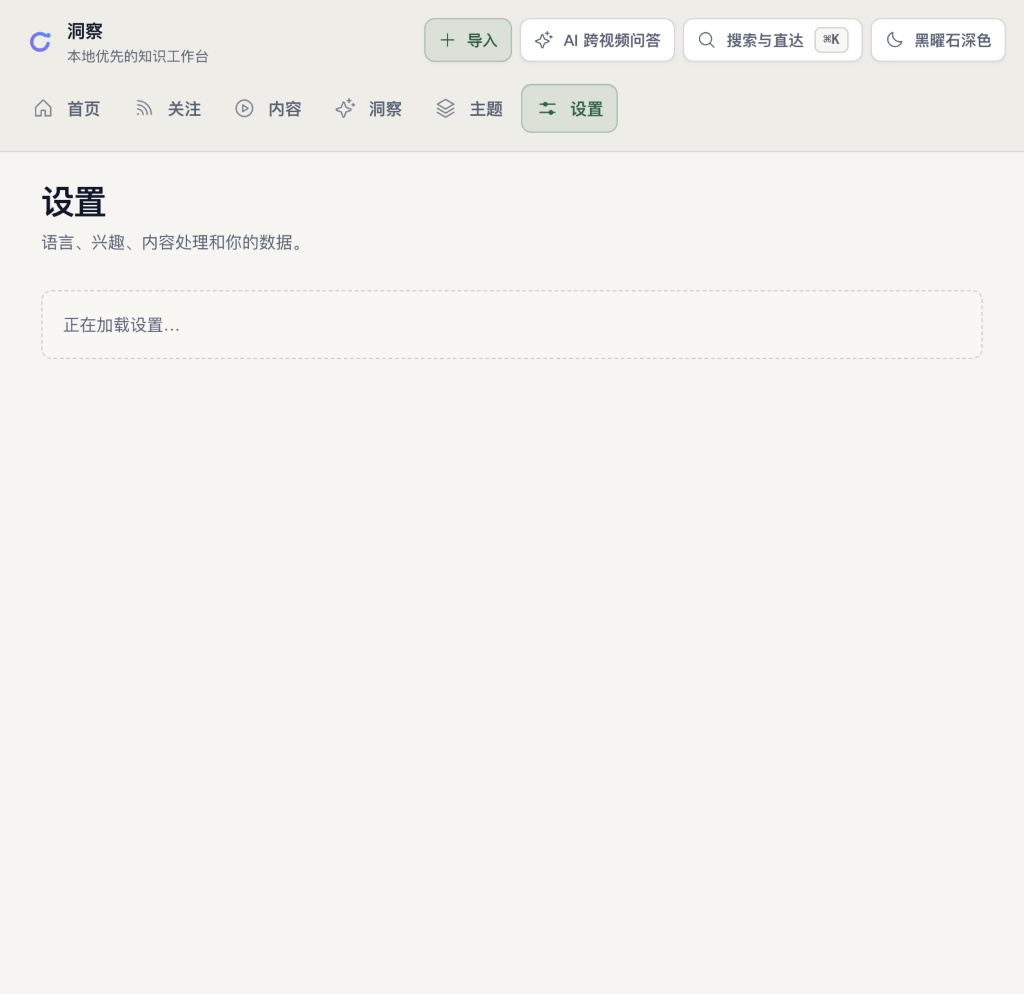 洞察
本地优先的知识工作台
导入
AI 跨视频问答
搜索与直达 ⌘K
黑曜石深色
首页
关注
内容
洞察
主题
设置
设置
语言、兴趣、内容处理和你的数据。
正在加载设置…